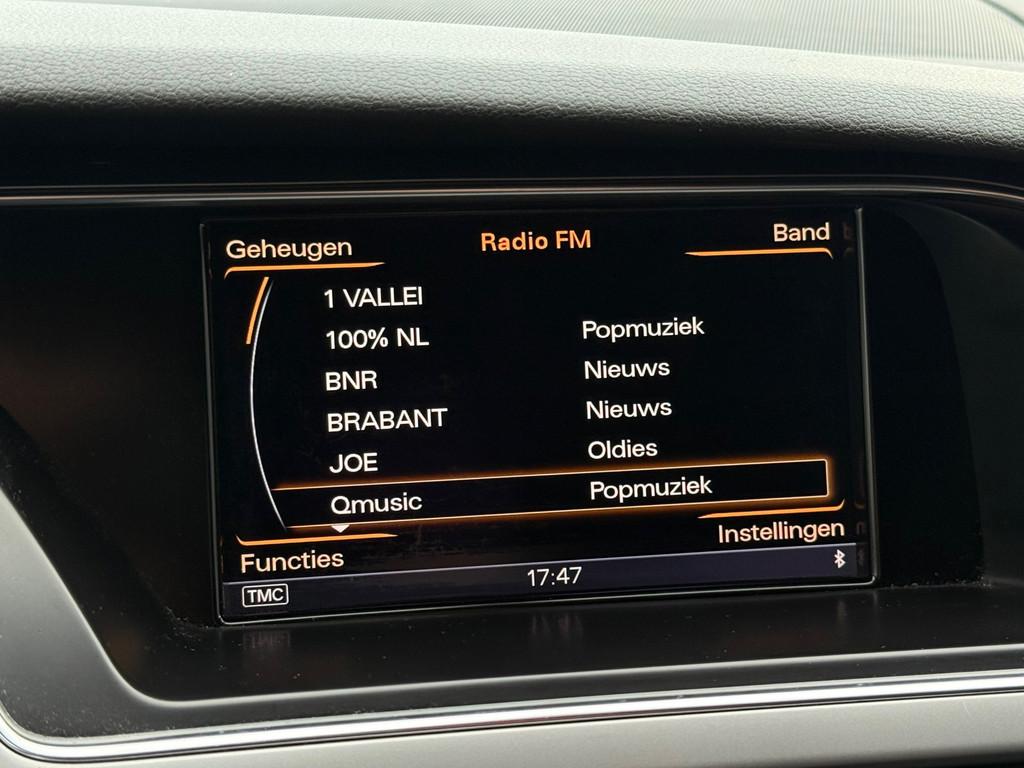 Geheugen Radio FM Band
1 VALLEI
100% NL Popmuziek
BNR Nieuws
BRABANT Nieuws
JOE Oldies
Qmusic Popmuziek
Functies Instellingen
TMC 17:47